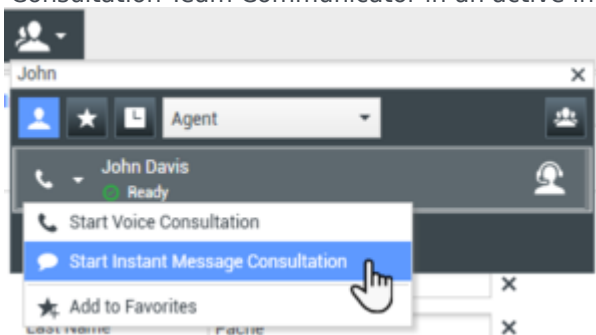 Consultation Team Communicator in an active in
John
Agent
John Davis
Ready
Start Voice Consultation
Start Instant Message Consultation
Add to Favorites
Last Name Pache